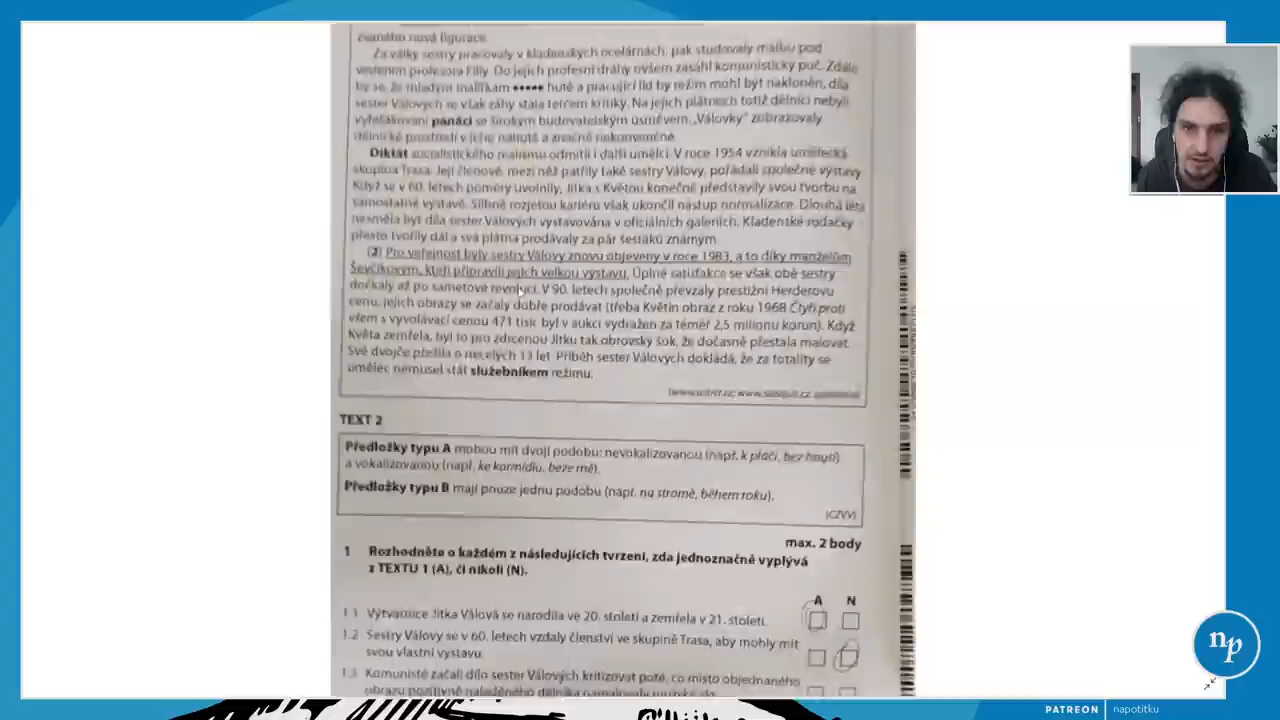 zvaného nová figurace.
Za války sestry pracovaly v kladenských ocelárnách, pak studovaly malbu pod
vedením profesora Filly. Do jejich profesní dráhy ovšem zasáhl komunistický puč. Zdálo
by se, že mladým malířkám ***** hutě a pracující lid by režim mohl být nakloněn, díla
sester Válových se však záhy stala terčem kritiky. Na jejich plátnech totiž dělníci nebyli
vyfešákovaní panáci se širokým budovatelským úsměvem. „Válovky“ zobrazovaly
dělnické prostředí v jeho nahotě a značně nekonvenčně.
Diktát socialistického realismu odmítli i další umělci. V roce 1954 vznikla umělecká
skupina Trasa. Její členové, mezi něž patřily také sestry Válovy, pořádali společné výstavy.
Když se v 60. letech poměry uvolnily, Jitka s Květou konečně představily svou tvorbu na
samostatné výstavě. Slibně rozjetou kariéru však ukončil nástup normalizace. Dlouhá léta
nesměla být díla sester Válových vystavována v oficiálních galeriích. Kladenské rodačky
přesto tvořily dál a svá plátna prodávaly za pár šestáků známým.
(2) Pro veřejnost byly sestry Válovy znovu objeveny v roce 1983, a to díky manželům
Ševčíkovým, kteří připravili jejich velkou výstavu. Úplné satisfakce se však obě sestry
dočkaly až po sametové revoluci. V 90. letech společně převzaly prestižní Herderovu
cenu, jejich obrazy se začaly dobře prodávat (třeba Květin obraz z roku 1968 Čtyři proti
všem s vyvolávací cenou 471 tisíc byl v aukci vydražen za téměř 2,5 milionu korun). Když
Květa zemřela, byl to pro zdrcenou Jitku tak obrovský šok, že dočasně přestala malovat.
Své dvojče přežila o necelých 13 let. Příběh sester Válových dokládá, že za totality se
umělec nemusel stát služebníkem režimu.
TEXT 2
Předložky typu A mohou mít dvojí podobu: nevokalizovanou (např. k pláči, bez hnutí)
a vokalizovanou (např. ke kormidlu, beze mě).
Předložky typu B mají pouze jednu podobu (např. na stromě, během roku).
(CZVV)
max. 2 body
1 Rozhodněte o každém z následujících tvrzení, zda jednoznačně vyplývá
z TEXTU 1 (A), či nikoli (N).
A N
1.1 Výtvarnice Jitka Válová se narodila ve 20. století a zemřela v 21. století.
1.2 Sestry Válovy se v 60. letech vzdaly členství ve skupině Trasa, aby mohly mít
svou vlastní výstavu.
1.3 Komunisté začali dílo sester Válových kritizovat poté, co místo objednaného
obrazu pozitivně naladěného dělníka namalovaly
np
PATREON | napotitku